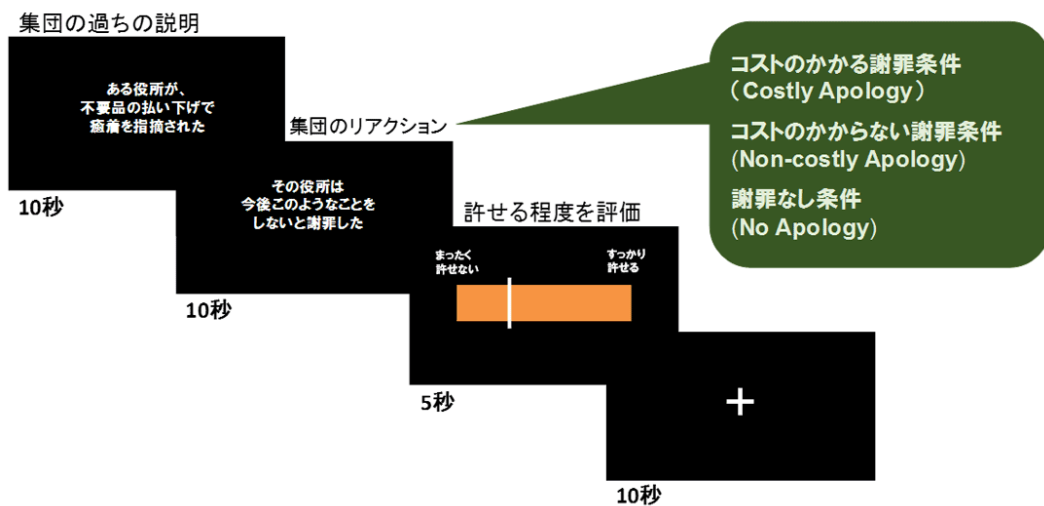 集団の過ちの説明
ある役所が、
不要品の払い下げで
癒着を指摘された
10秒
集団のリアクション
その役所は
今後このようなことを
しないと謝罪した
10秒
許せる程度を評価
まったく
許せない
すっかり
許せる
5秒
10秒
コストのかかる謝罪条件
(Costly Apology)
コストのかからない謝罪条件
(Non-costly Apology)
謝罪なし条件
(No Apology)